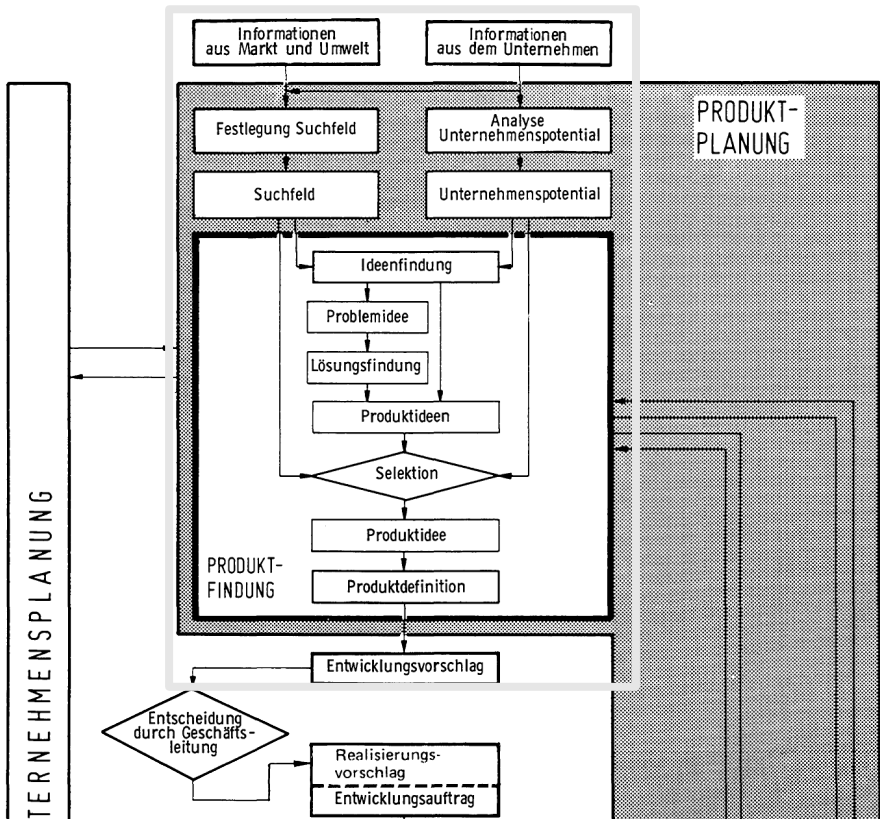 Informationen
aus Markt und Umwelt
Informationen
aus dem Unternehmen
PRODUKT-
PLANUNG
Festlegung Suchfeld
Analyse
Unternehmenspotential
Suchfeld
Unternehmenspotential
Ideenfindung
Problemidee
Lösungsfindung
Produktideen
Selektion
Produktidee
PRODUKT-
FINDUNG
Produktdefinition
Entwicklungsvorschlag
Entscheidung
durch Geschäfts-
leitung
Realisierungs-
vorschlag
Entwicklungsauftrag
TERNEHMENSPLANUNG